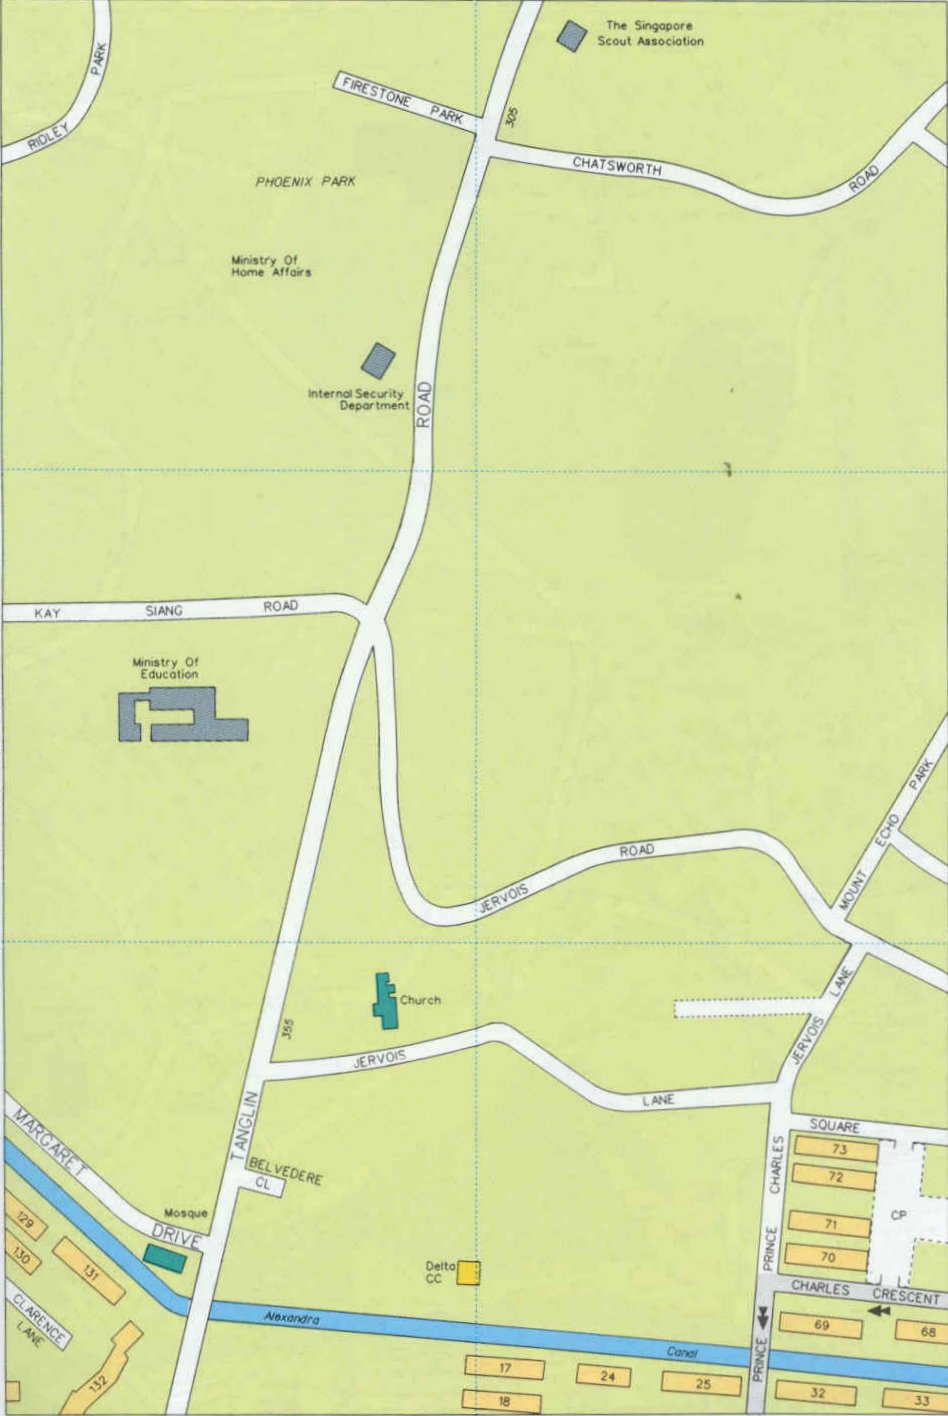 The Singapore
Scout Association
PARK
RIDLEY
FIRESTONE PARK
305
CHATSWORTH
ROAD
PHOENIX PARK
Ministry Of
Home Affairs
Internal Security
Department
ROAD
KAY SIANG ROAD
Ministry Of
Education
PARK
ECHO
MOUNT
ROAD
JERVOIS
Church
LANE
JERVOIS
355
JERVOIS
LANE
TANGLIN
MARGARET
DRIVE
BELVEDERE
CL
SQUARE
73
72
71
70
CP
CHARLES
PRINCE
Mosque
129
130
131
Delta
CC
CHARLES CRESCENT
CLARENCE
LANE
Alexandra
Canal
69
68
PRINCE
132
17
24
25
32
33
18